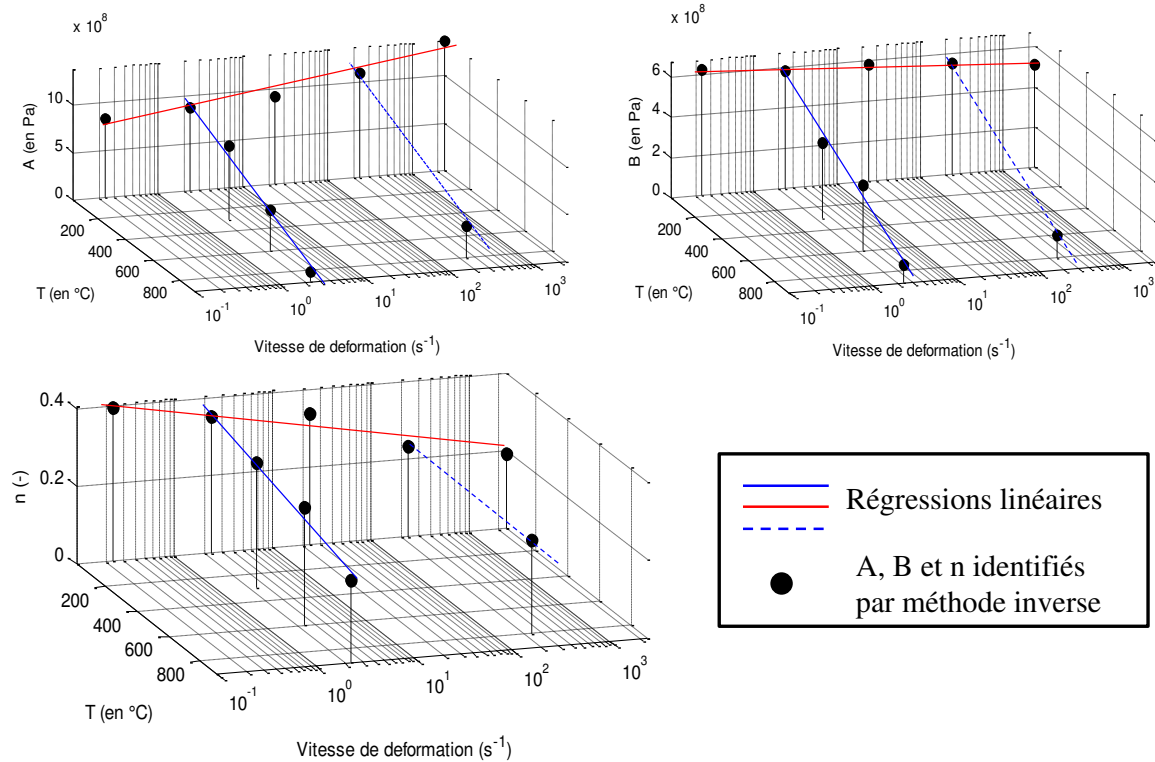 x 10^8
10
5
0
A (en Pa)
200
400
600
800
T (en °C)
10^-1
10^0
10^1
10^2
10^3
Vitesse de deformation (s^-1)
x 10^8
6
4
2
0
B (en Pa)
200
400
600
800
T (en °C)
10^-1
10^0
10^1
10^2
10^3
Vitesse de deformation (s^-1)
0.4
0.2
0
n (-)
200
400
600
800
T (en °C)
10^-1
10^0
10^1
10^2
10^3
Vitesse de deformation (s^-1)
Régressions linéaires
A, B et n identifiés
par méthode inverse